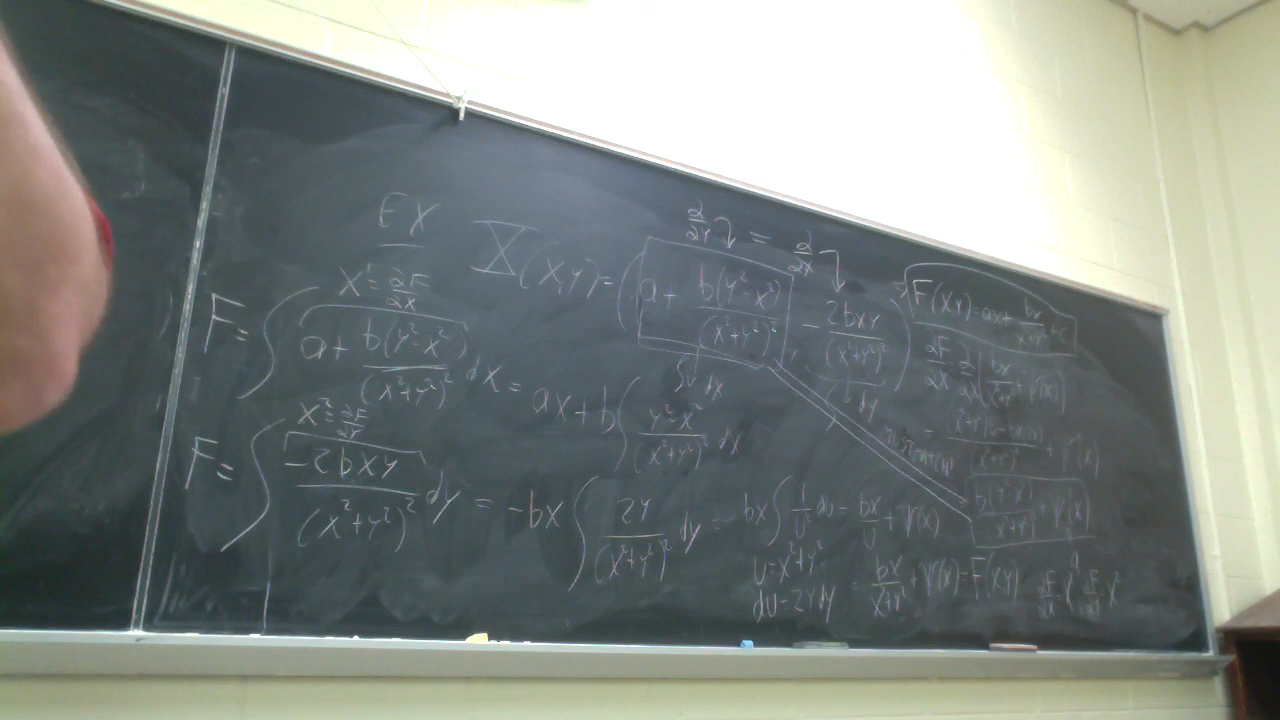 EX
∂/∂y ↴ = ∂/∂x ↴
X(x,y) = ( a + b(y²-x²)/(x²+y²)² , - 2bxy/(x²+y²)² )
∫ dx
∫ dy
X¹ = ∂F/∂x
F = ∫ a + b(y²-x²)/(x²+y²)² dx = ax + b ∫ y²-x²/(x²+y²)² dx
X² = ∂F/∂y
F = ∫ -2bxy/(x²+y²)² dy = -bx ∫ 2y/(x²+y²)² dy = -bx ∫ 1/u² du = bx/u + γ(x)
u = x²+y²
du = 2y dy
= bx/x²+y² + γ(x) = F(x,y)
F(x,y) = ax + bx/x²+y² + c
∂F/∂x = ∂/∂x ( bx/x²+y² + γ(x) )
b(y²-x²)/(x²+y²)² + γ'(x)
a